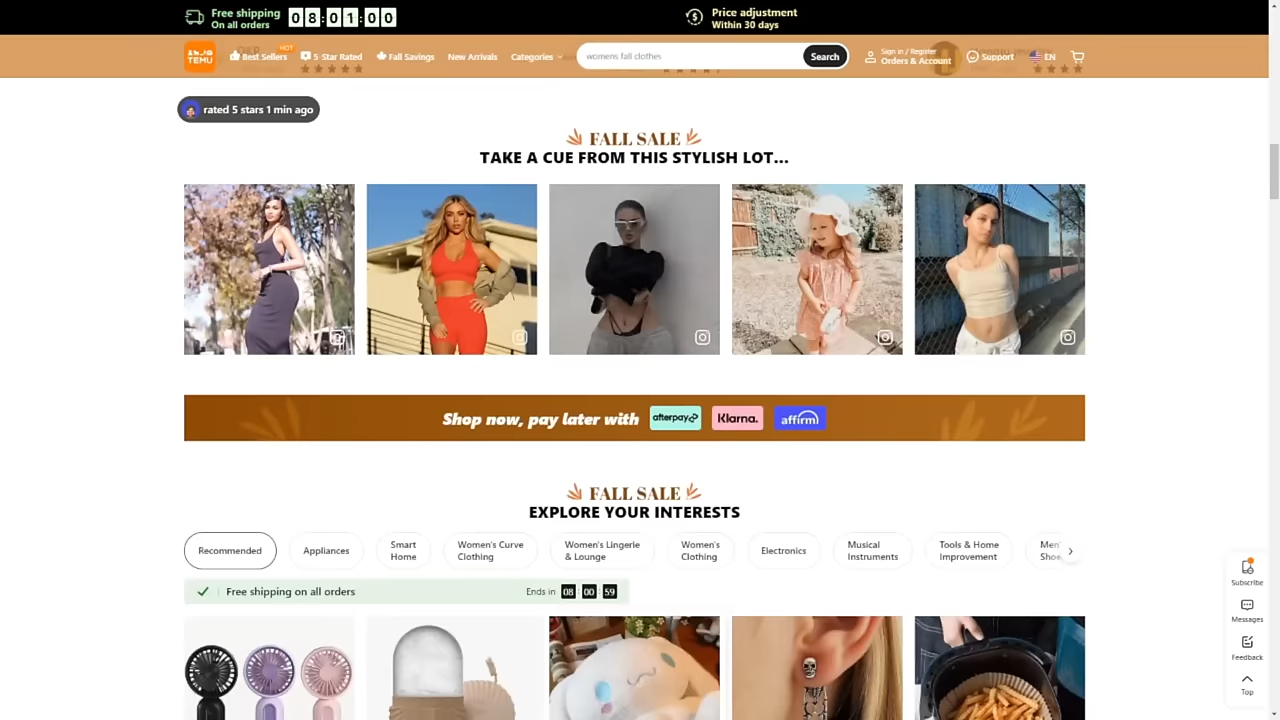 Free shipping
On all orders
08:01:00
Price adjustment
Within 30 days
TEMU
Best Sellers
HOT
5-Star Rated
Fall Savings
New Arrivals
Categories
womens fall clothes
Search
Sign in / Register
Orders & Account
Support
EN
rated 5 stars 1 min ago
FALL SALE
TAKE A CUE FROM THIS STYLISH LOT...
Shop now, pay later with
afterpay
Klarna.
affirm
FALL SALE
EXPLORE YOUR INTERESTS
Recommended
Appliances
Smart
Home
Women's Curve
Clothing
Women's Lingerie
& Lounge
Women's
Clothing
Electronics
Musical
Instruments
Tools & Home
Improvement
Men'
Shoe
Free shipping on all orders
Ends in 08:00:59
Subscribe
Messages
Feedback
Top